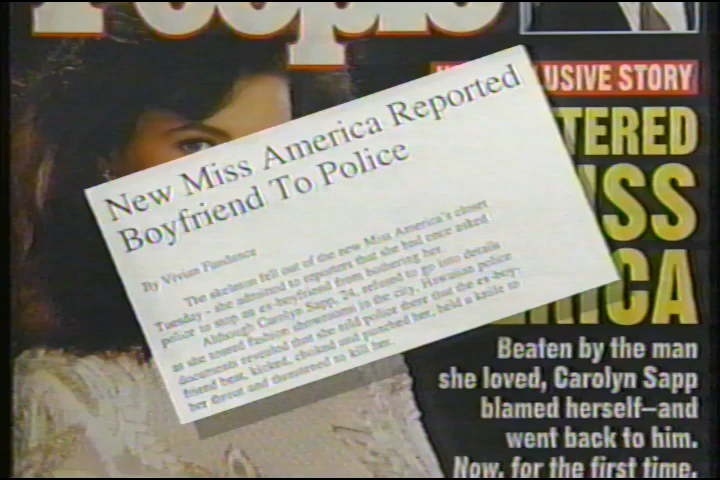 People
USIVE STORY
TERED
ISS
ERICA
Beaten by the man
she loved, Carolyn Sapp
blamed herself—and
went back to him.
Now, for the first time,
New Miss America Reported
Boyfriend To Police
By Vivian
The skeleton fell out of the new Miss America's closet
Tuesday - she admitted to reporters that she had once asked
police to stop an ex-boyfriend from bothering her.
Although Carolyn Sapp, 24, refused to go into details
as she toured fashion showrooms in the city, Hawaiian police
documents revealed that she told police there that the ex-boy-
friend beat, kicked, choked and punched her, held a knife to
her throat and threatened to kill her.